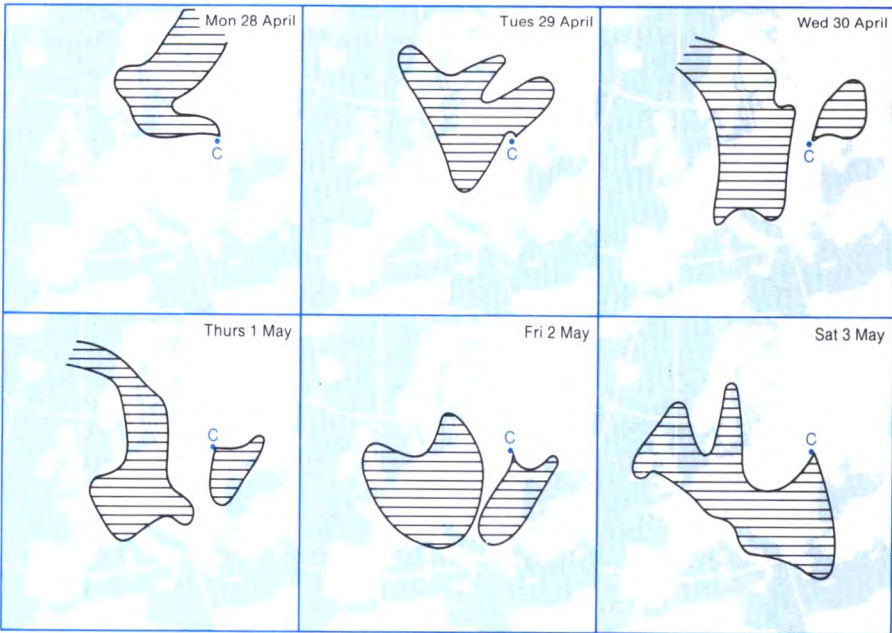 Mon 28 April
C
Tues 29 April
C
Wed 30 April
C
Thurs 1 May
C
Fri 2 May
C
Sat 3 May
C